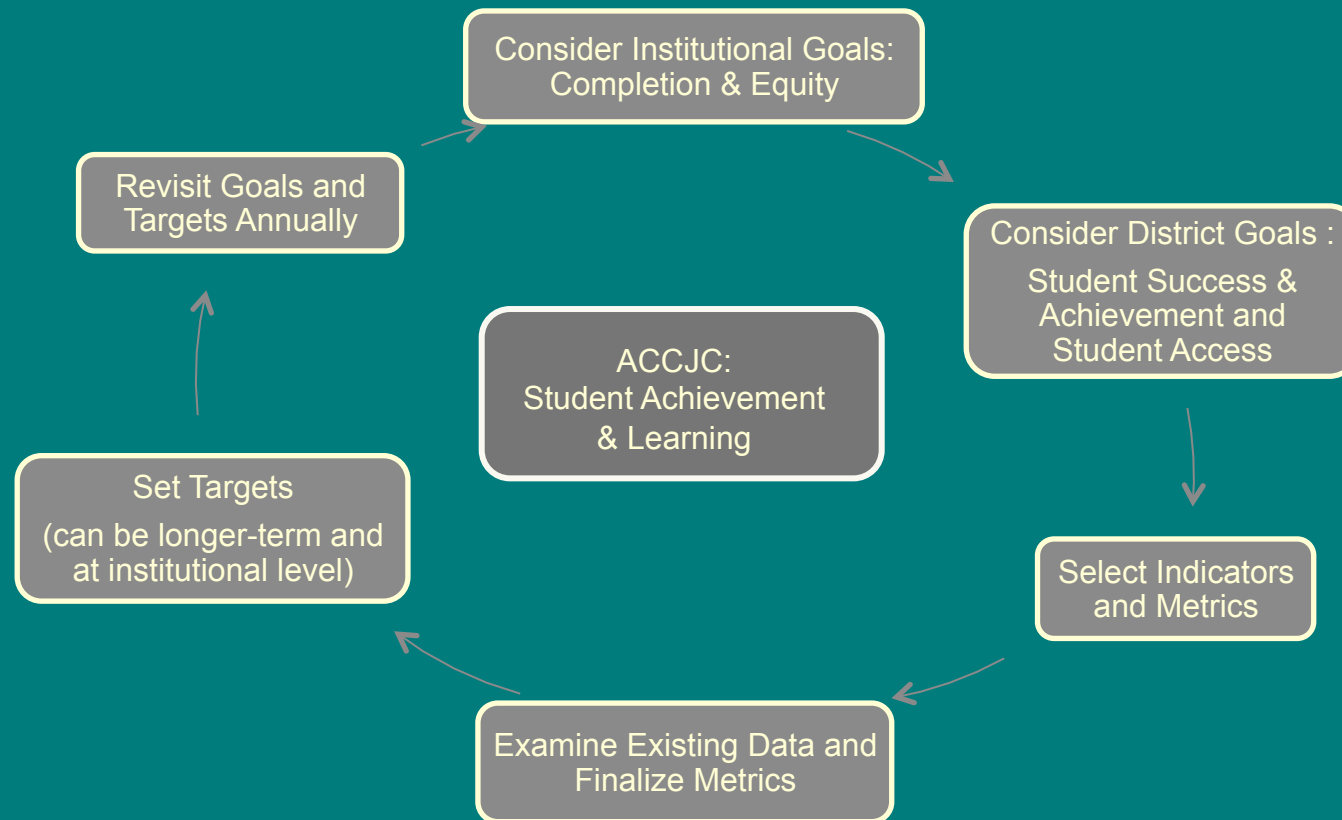 Consider Institutional Goals:
Completion & Equity
Revisit Goals and
Targets Annually
Consider District Goals :
Student Success &
Achievement and
Student Access
ACCJC:
Student Achievement
& Learning
Set Targets
(can be longer-term and
at institutional level)
Select Indicators
and Metrics
Examine Existing Data and
Finalize Metrics